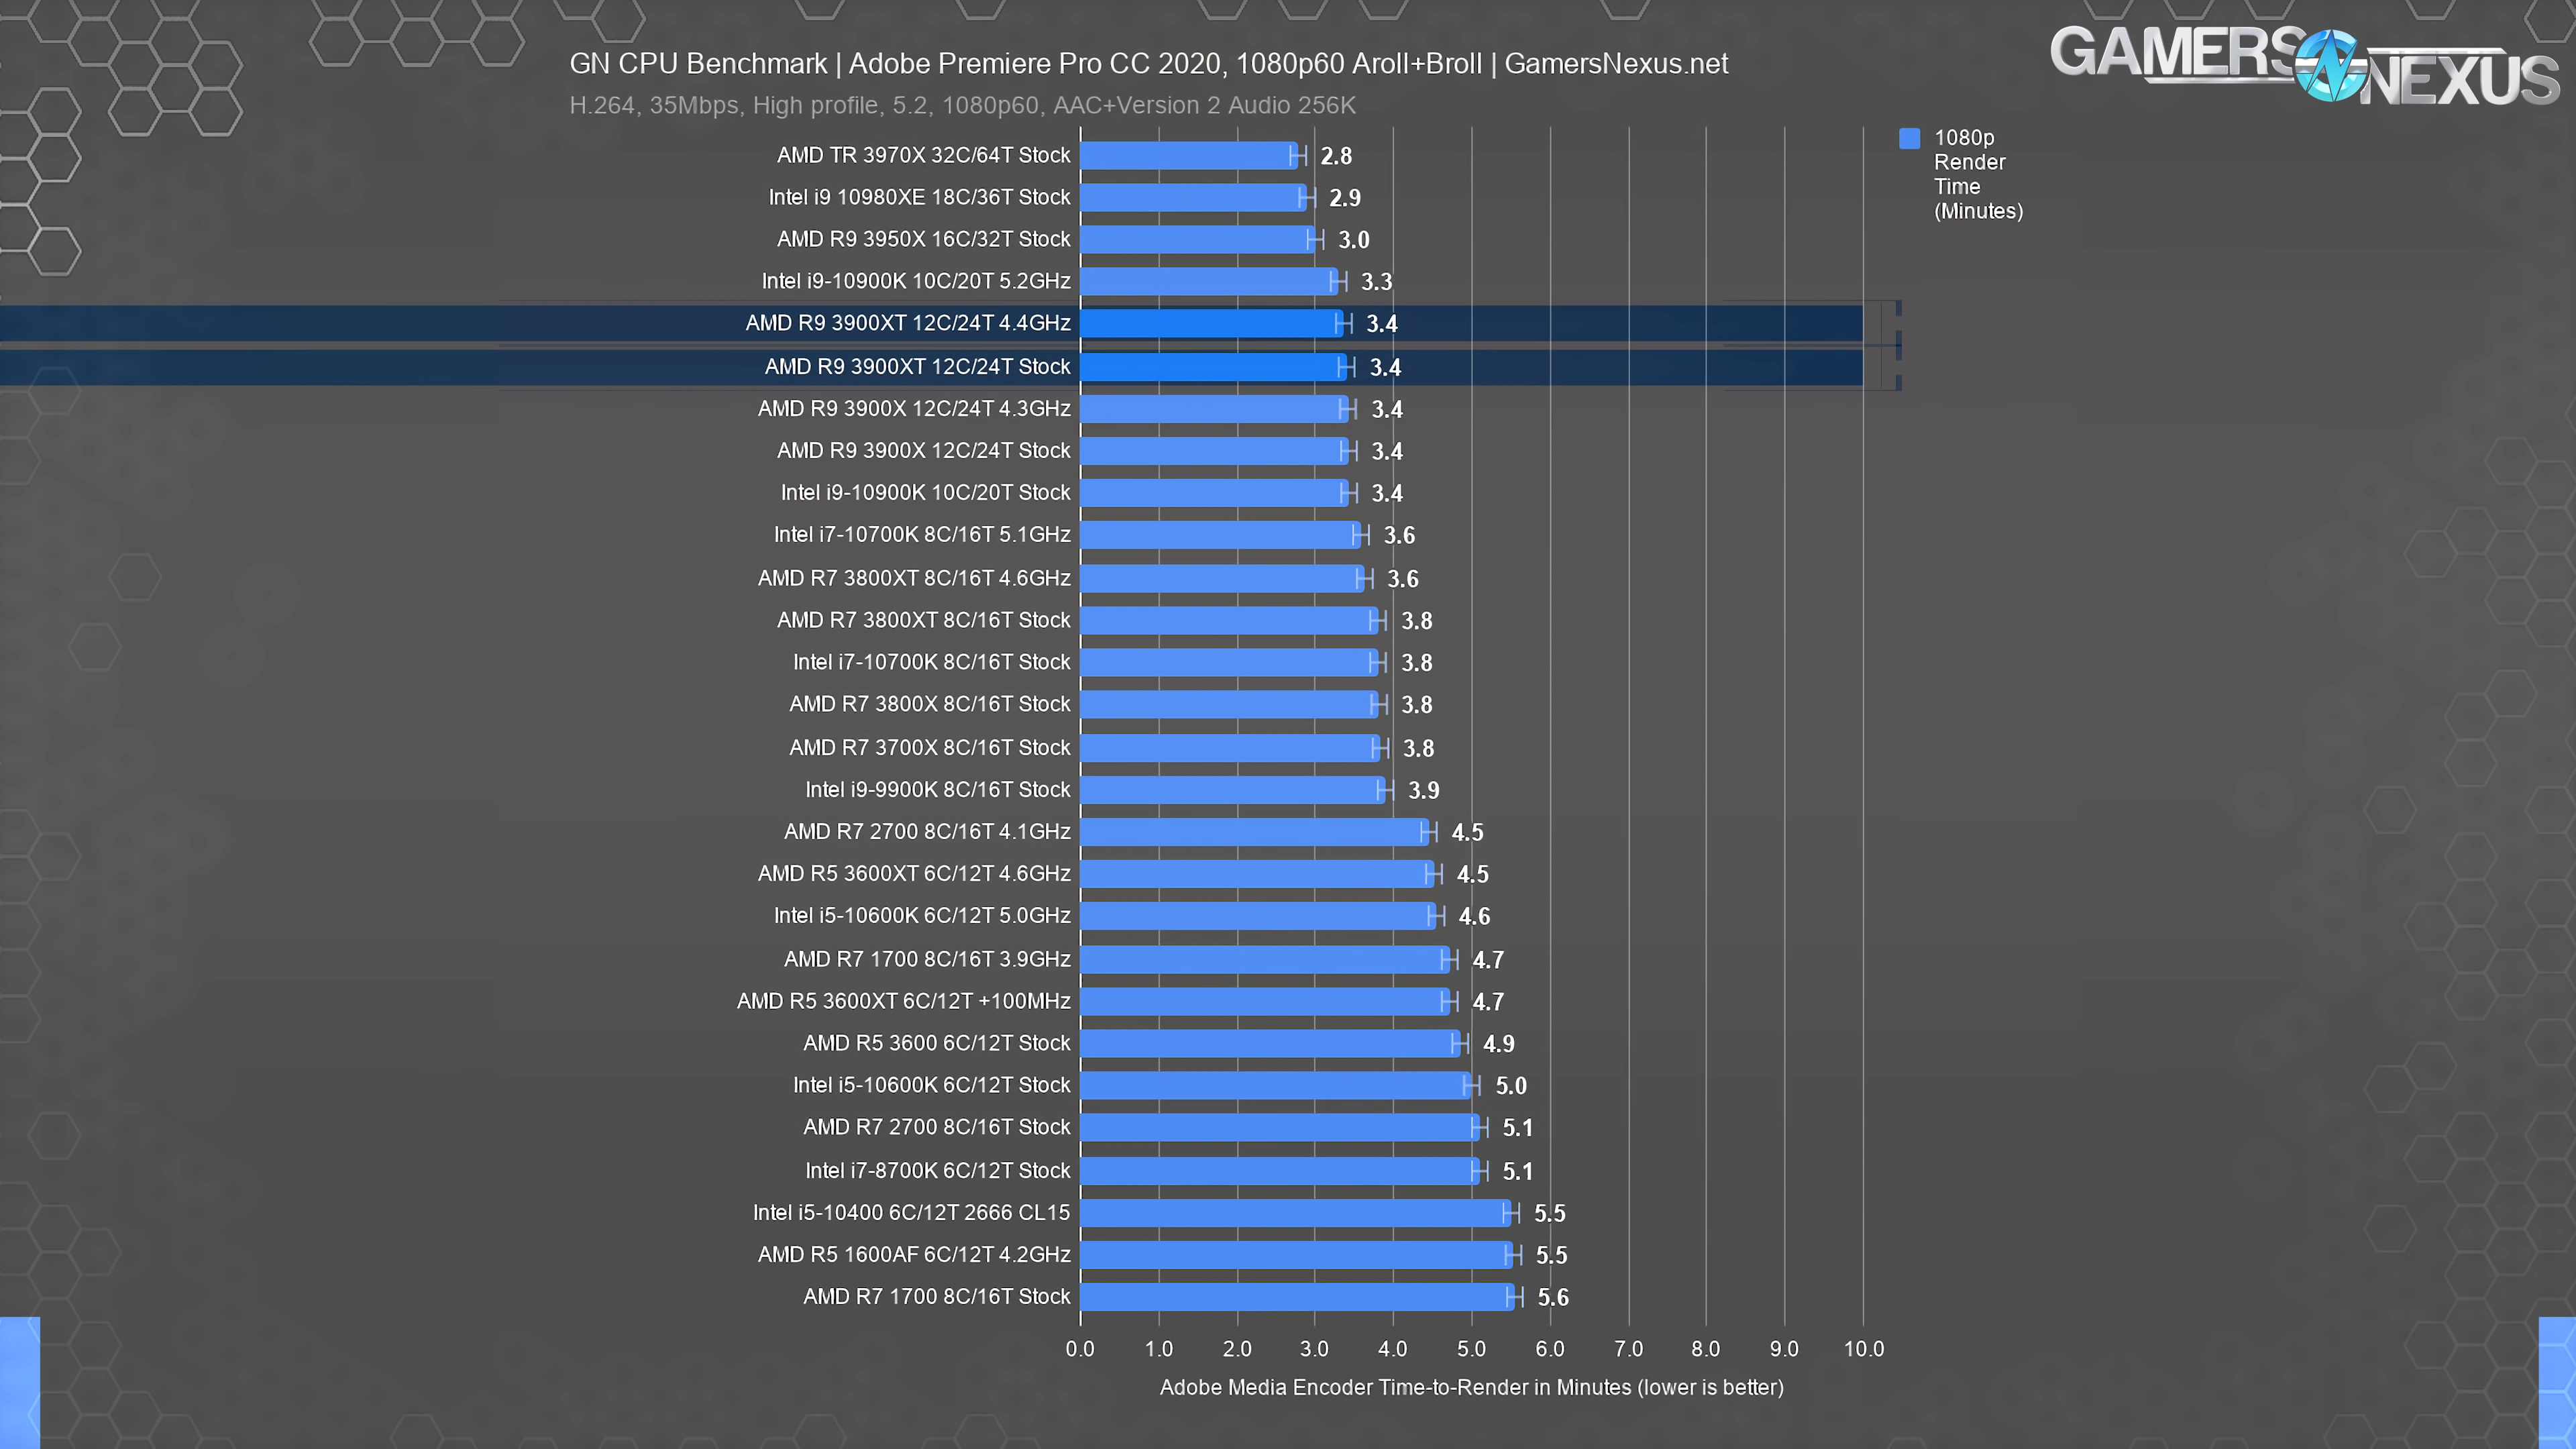 GN CPU Benchmark | Adobe Premiere Pro CC 2020, 1080p60 Aroll+Broll | GamersNexus.net
H.264, 35Mbps, High profile, 5.2, 1080p60, AAC+Version 2 Audio 256K
GAMERS NEXUS
1080p
Render
Time
(Minutes)
AMD TR 3970X 32C/64T Stock 2.8
Intel i9 10980XE 18C/36T Stock 2.9
AMD R9 3950X 16C/32T Stock 3.0
Intel i9-10900K 10C/20T 5.2GHz 3.3
AMD R9 3900XT 12C/24T 4.4GHz 3.4
AMD R9 3900XT 12C/24T Stock 3.4
AMD R9 3900X 12C/24T 4.3GHz 3.4
AMD R9 3900X 12C/24T Stock 3.4
Intel i9-10900K 10C/20T Stock 3.4
Intel i7-10700K 8C/16T 5.1GHz 3.6
AMD R7 3800XT 8C/16T 4.6GHz 3.6
AMD R7 3800XT 8C/16T Stock 3.8
Intel i7-10700K 8C/16T Stock 3.8
AMD R7 3800X 8C/16T Stock 3.8
AMD R7 3700X 8C/16T Stock 3.8
Intel i9-9900K 8C/16T Stock 3.9
AMD R7 2700 8C/16T 4.1GHz 4.5
AMD R5 3600XT 6C/12T 4.6GHz 4.5
Intel i5-10600K 6C/12T 5.0GHz 4.6
AMD R7 1700 8C/16T 3.9GHz 4.7
AMD R5 3600XT 6C/12T +100MHz 4.7
AMD R5 3600 6C/12T Stock 4.9
Intel i5-10600K 6C/12T Stock 5.0
AMD R7 2700 8C/16T Stock 5.1
Intel i7-8700K 6C/12T Stock 5.1
Intel i5-10400 6C/12T 2666 CL15 5.5
AMD R5 1600AF 6C/12T 4.2GHz 5.5
AMD R7 1700 8C/16T Stock 5.6
0.0 1.0 2.0 3.0 4.0 5.0 6.0 7.0 8.0 9.0 10.0
Adobe Media Encoder Time-to-Render in Minutes (lower is better)